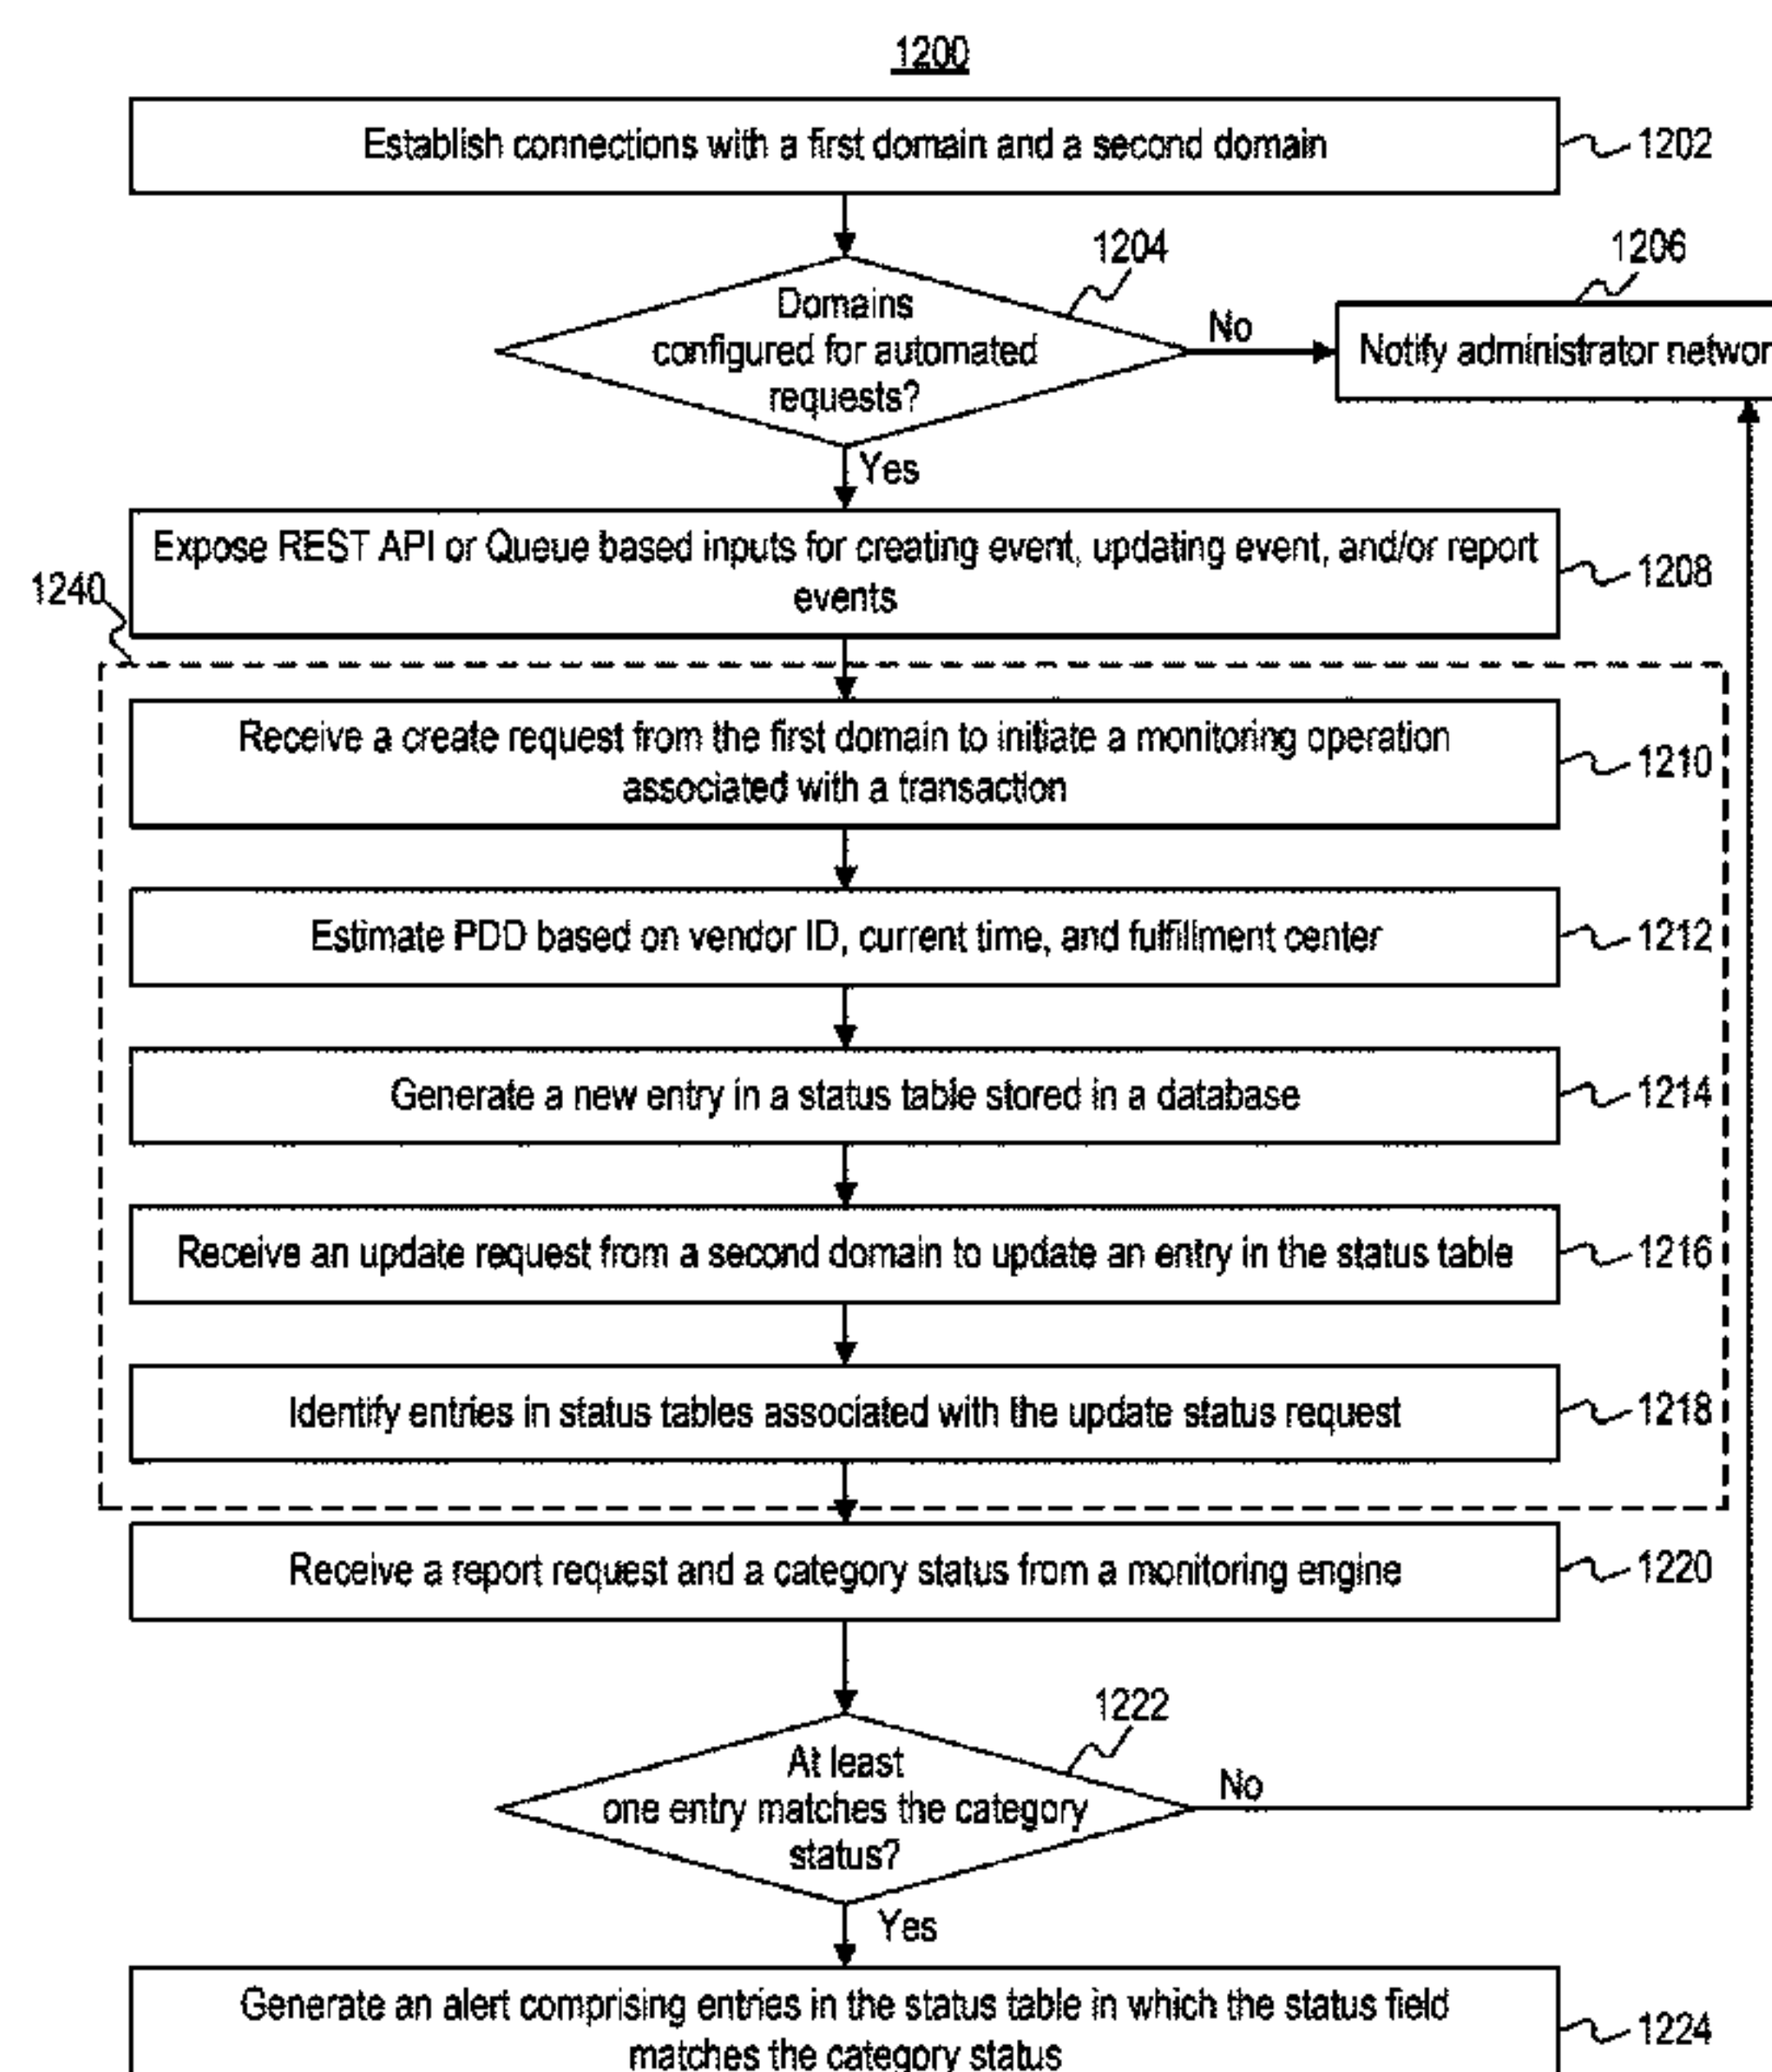 1200
Establish connections with a first domain and a second domain
1202
1204
1206
Domains
configured for automated
requests?
No
Notify administrator networ
Yes
Expose REST API or Queue based inputs for creating event, updating event, and/or report
events
1208
1240
Receive a create request from the first domain to initiate a monitoring operation
associated with a transaction
1210
Estimate PDD based on vendor ID, current time, and fulfillment center
1212
Generate a new entry in a status table stored in a database
1214
Receive an update request from a second domain to update an entry in the status table
1216
Identify entries in status tables associated with the update status request
1218
Receive a report request and a category status from a monitoring engine
1220
1222
At least
one entry matches the category
status?
No
Yes
Generate an alert comprising entries in the status table in which the status field
matches the category status
1224